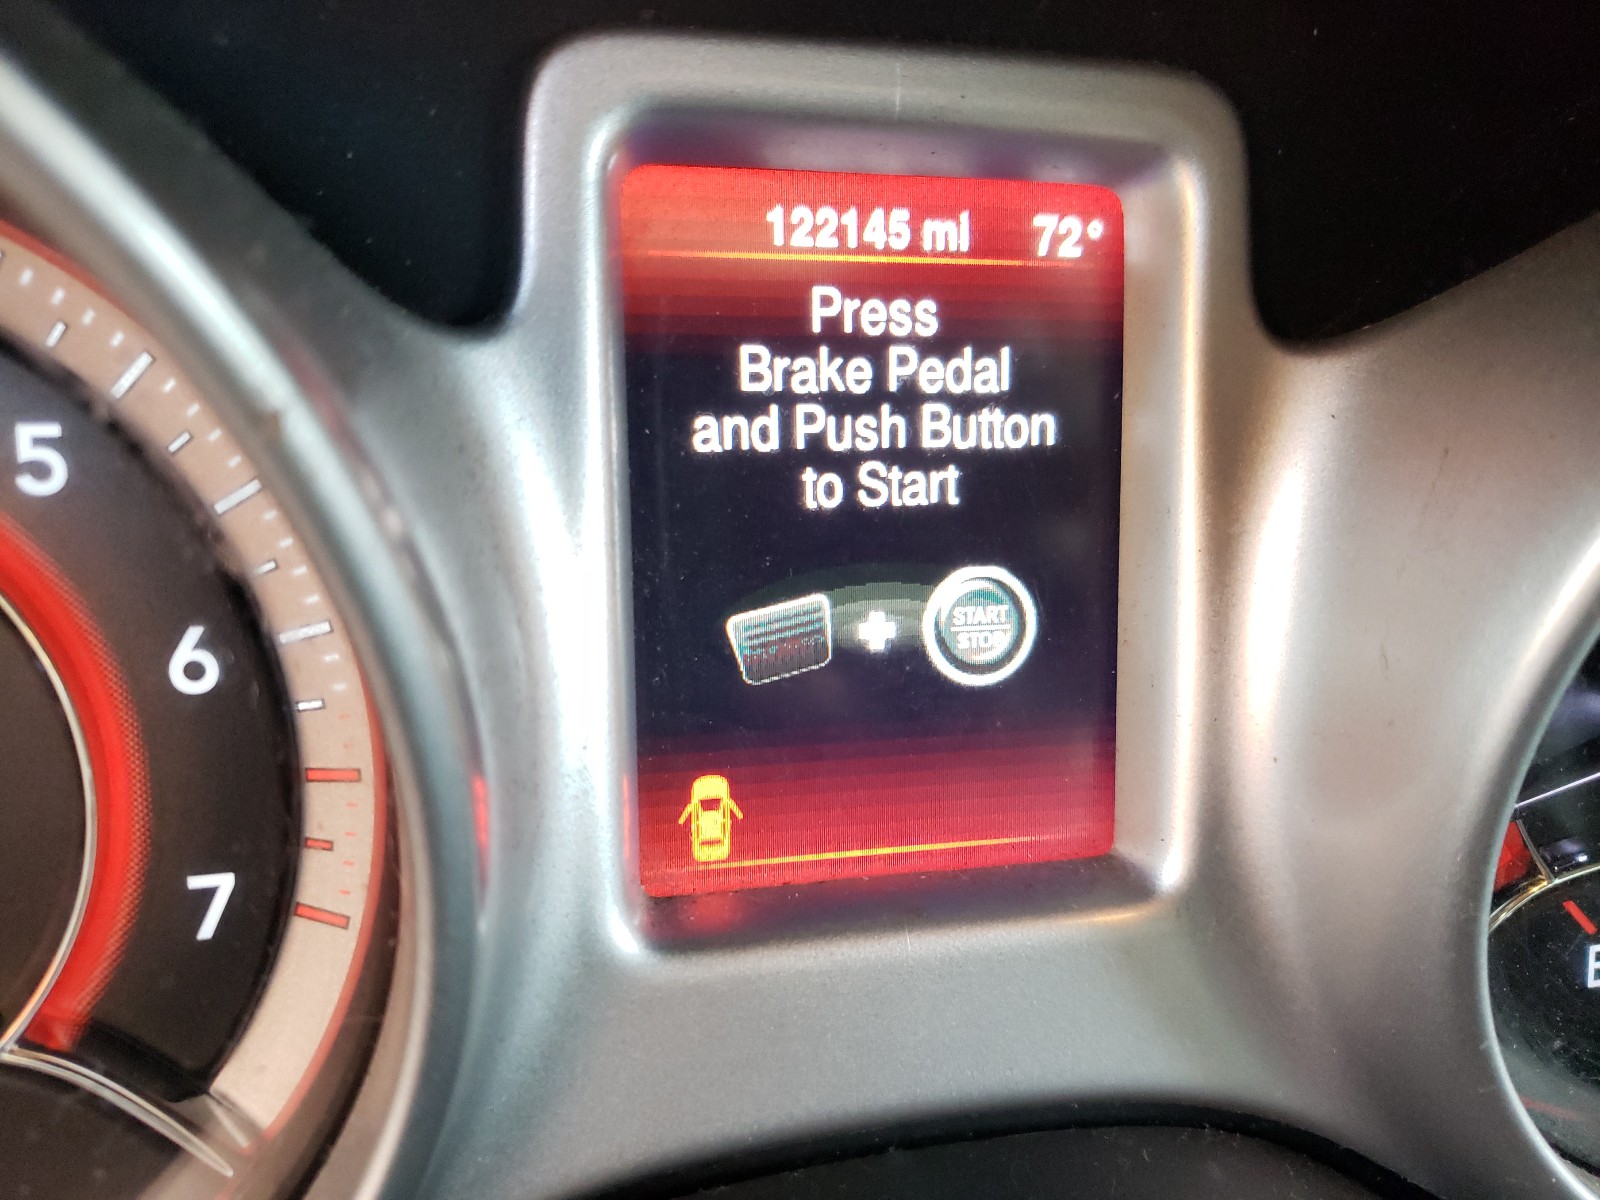 122145 mi 72°
Press
Brake Pedal
and Push Button
to Start
START
STOP
5
6
7
E